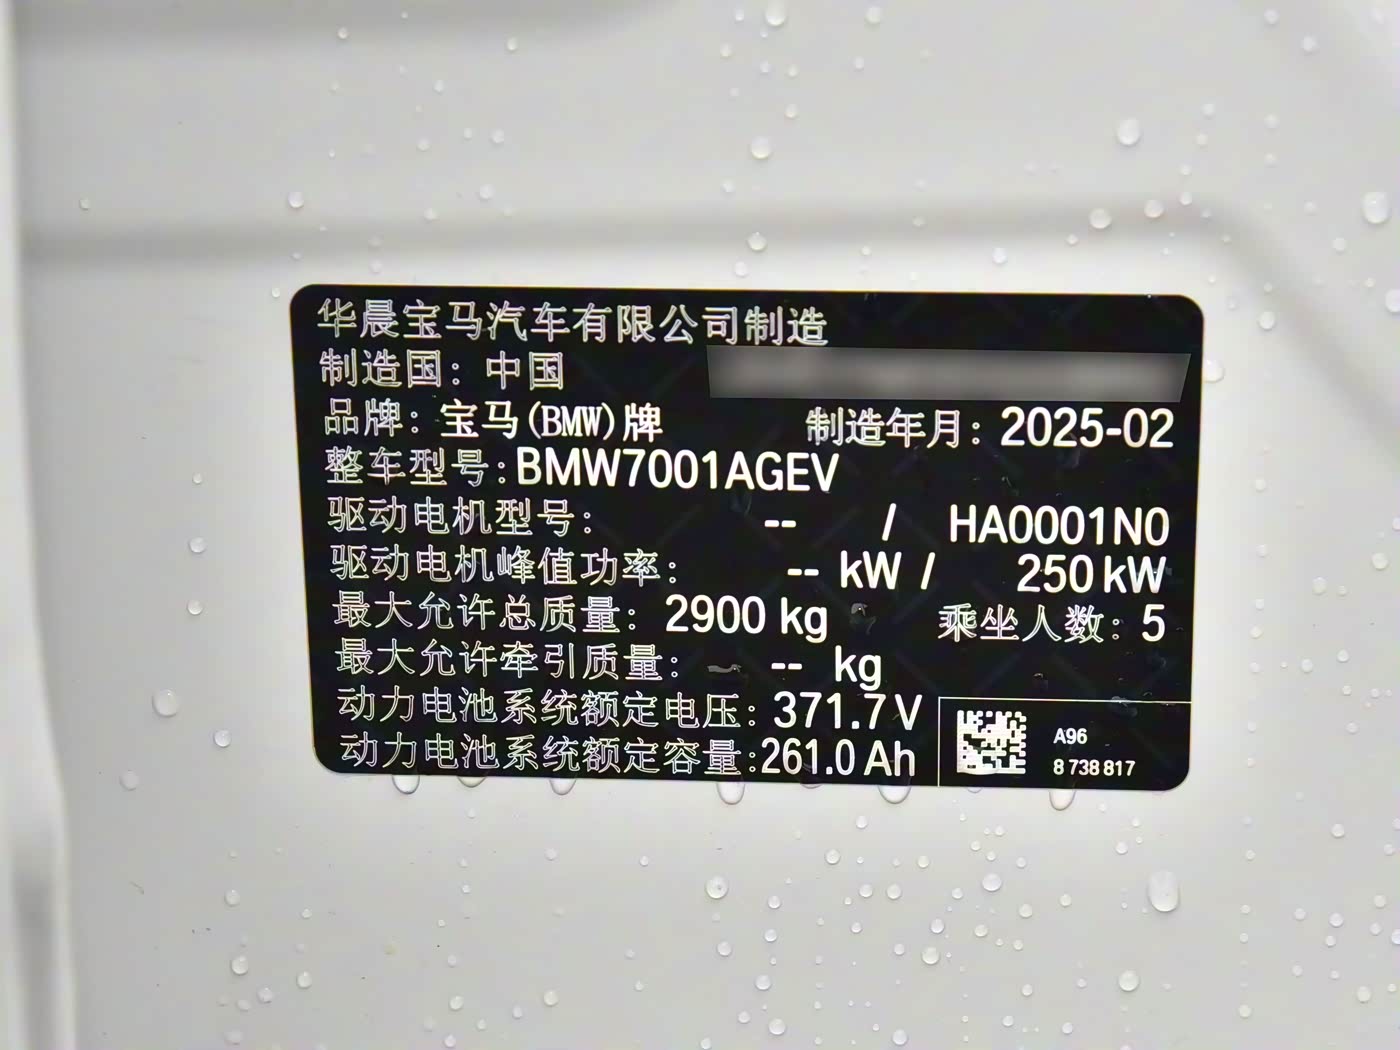 华晨宝马汽车有限公司制造
制造国：中国
品牌：宝马(BMW)牌 制造年月：2025-02
整车型号:BMW7001AGEV
驱动电机型号： -- / HA0001N0
驱动电机峰值功率： -- kW / 250 kW
最大允许总质量：2900 kg 乘坐人数：5
最大允许牵引质量： -- kg
动力电池系统额定电压：371.7 V
动力电池系统额定容量:261.0 Ah
A96
8 738 817